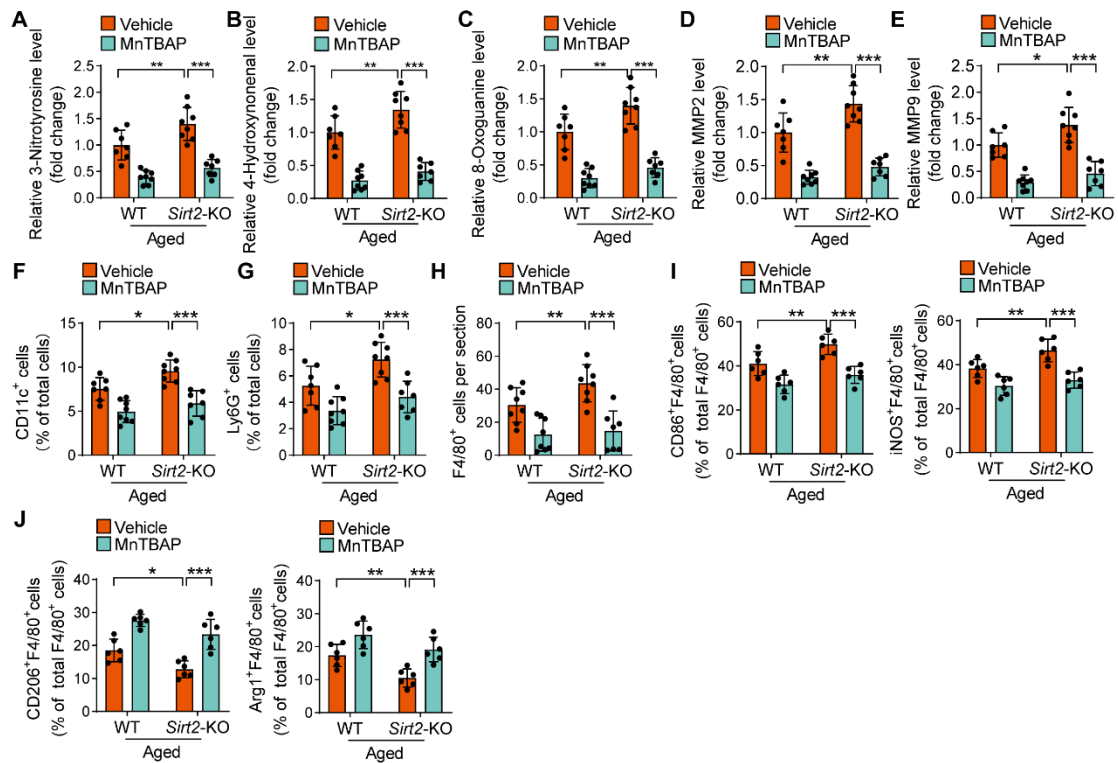 A
Vehicle
MnTBAP
Relative 3-Nitrotyrosine level
(fold change)
2.0
1.5
1.0
0.5
0.0
**
***
WT
Sirt2-KO
Aged
B
Vehicle
MnTBAP
Relative 4-Hydroxynonenal level
(fold change)
2.0
1.5
1.0
0.5
0.0
**
***
WT
Sirt2-KO
Aged
C
Vehicle
MnTBAP
Relative 8-Oxoguanine level
(fold change)
2.0
1.5
1.0
0.5
0.0
**
***
WT
Sirt2-KO
Aged
D
Vehicle
MnTBAP
Relative MMP2 level
(fold change)
2.0
1.5
1.0
0.5
0.0
**
***
WT
Sirt2-KO
Aged
E
Vehicle
MnTBAP
Relative MMP9 level
(fold change)
2.0
1.5
1.0
0.5
0.0
*
***
WT
Sirt2-KO
Aged
F
Vehicle
MnTBAP
CD11c+ cells
(% of total cells)
15
10
5
0
*
***
WT
Sirt2-KO
Aged
G
Vehicle
MnTBAP
Ly6G+ cells
(% of total cells)
10
8
6
4
2
0
*
***
WT
Sirt2-KO
Aged
H
Vehicle
MnTBAP
F4/80+ cells per section
80
60
40
20
0
**
***
WT
Sirt2-KO
Aged
I
Vehicle
MnTBAP
CD86+F4/80+ cells
(% of total F4/80+ cells)
60
40
20
0
**
***
WT
Sirt2-KO
Aged
Vehicle
MnTBAP
iNOS+F4/80+cells
(% of total F4/80+cells)
60
40
20
0
**
***
WT
Sirt2-KO
Aged
J
Vehicle
MnTBAP
CD206+F4/80+cells
(% of total F4/80+ cells)
40
30
20
10
0
*
***
WT
Sirt2-KO
Aged
Arg1+F4/80+cells
(% of total F4/80+ cells)
40
30
20
10
0
**
***
WT
Sirt2-KO
Aged